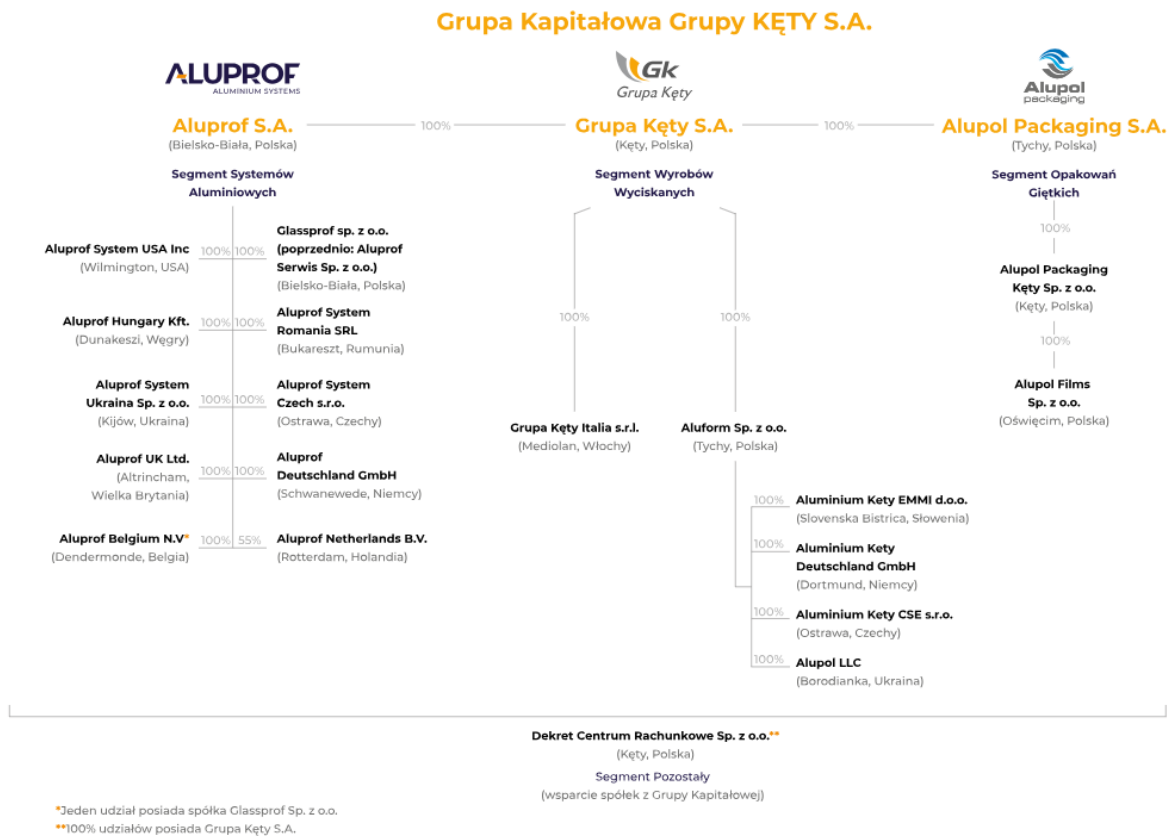 Grupa Kapitałowa Grupy KĘTY S.A.
ALUPROF
ALUMINIUM SYSTEMS
Gk
Grupa Kęty
Alupol
packaging
Aluprof S.A.
100%
Grupa Kęty S.A.
100%
Alupol Packaging S.A.
(Bielsko-Biała, Polska)
(Kęty, Polska)
(Tychy, Polska)
Segment Systemów
Aluminiowych
Segment Wyrobów
Wyciskanych
Segment Opakowań
Giętkich
Aluprof System USA Inc
(Wilmington, USA)
100% 100%
Glassprof sp. z o.o.
(poprzednio: Aluprof
Serwis Sp. z o.o.)
(Bielsko-Biała, Polska)
Aluprof Hungary Kft.
(Dunakeszi, Węgry)
100% 100%
Aluprof System
Romania SRL
(Bukareszt, Rumunia)
Aluprof System
Ukraina Sp. z o.o.
(Kijów, Ukraina)
100% 100%
Aluprof System
Czech s.r.o.
(Ostrawa, Czechy)
Aluprof UK Ltd.
(Altrincham,
Wielka Brytania)
100% 100%
Aluprof
Deutschland GmbH
(Schwanewede, Niemcy)
Aluprof Belgium N.V*
(Dendermonde, Belgia)
100% 55%
Aluprof Netherlands B.V.
(Rotterdam, Holandia)
100%
100%
Grupa Kęty Italia s.r.l.
(Mediolan, Włochy)
Aluform Sp. z o.o.
(Tychy, Polska)
100%
Aluminium Kety EMMI d.o.o.
(Slovenska Bistrica, Słowenia)
100%
Aluminium Kety
Deutschland GmbH
(Dortmund, Niemcy)
100%
Aluminium Kety CSE s.r.o.
(Ostrawa, Czechy)
100%
Alupol LLC
(Borodianka, Ukraina)
100%
Alupol Packaging
Kęty Sp. z o.o.
(Kęty, Polska)
100%
Alupol Films
Sp. z o.o.
(Oświęcim, Polska)
Dekret Centrum Rachunkowe Sp. z o.o.**
(Kęty, Polska)
Segment Pozostały
(wsparcie spółek z Grupy Kapitałowej)
*Jeden udział posiada spółka Glassprof Sp. z o.o.
**100% udziałów posiada Grupa Kęty S.A.